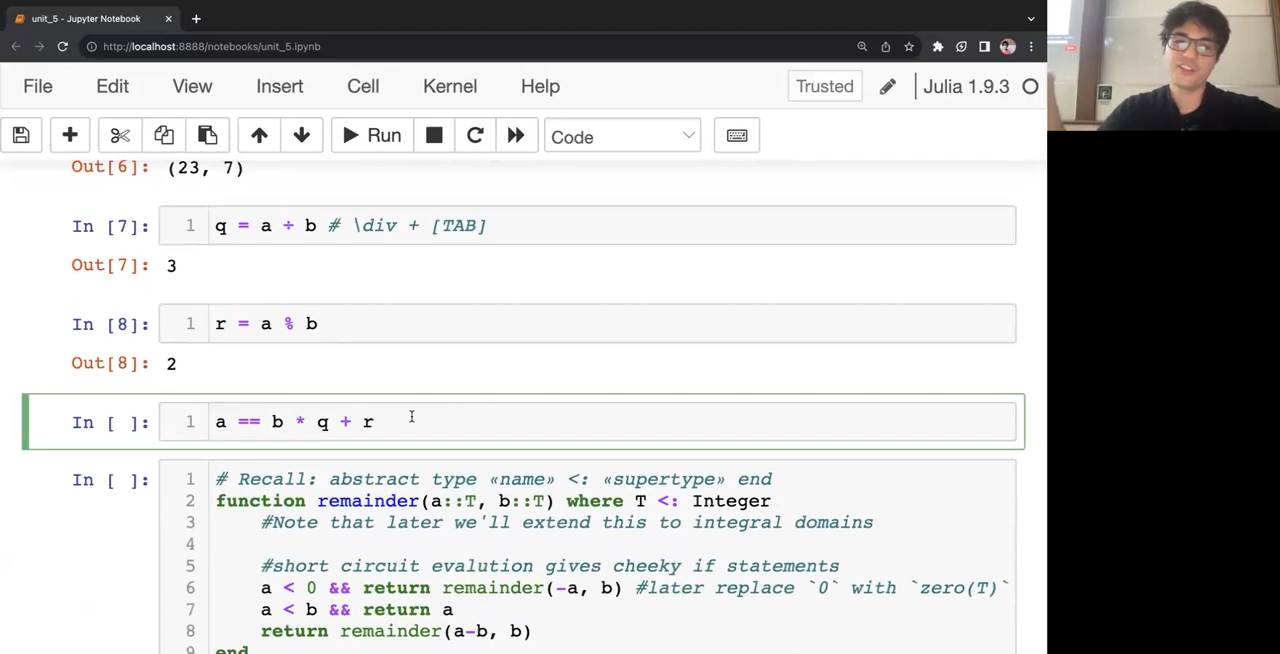 unit_5 - Jupyter Notebook
http://localhost:8888/notebooks/unit_5.ipynb
File Edit View Insert Cell Kernel Help Trusted Julia 1.9.3
Run Code
Out[6]: (23, 7)
In [7]: 1 q = a ÷ b # \div + [TAB]
Out[7]: 3
In [8]: 1 r = a % b
Out[8]: 2
In [ ]: 1 a == b * q + r
In [ ]: 1 # Recall: abstract type «name» <: «supertype» end
2 function remainder(a::T, b::T) where T <: Integer
3 #Note that later we'll extend this to integral domains
4
5 #short circuit evalution gives cheeky if statements
6 a < 0 && return remainder(-a, b) #later replace `0` with `zero(T)`
7 a < b && return a
8 return remainder(a-b, b)
9 end